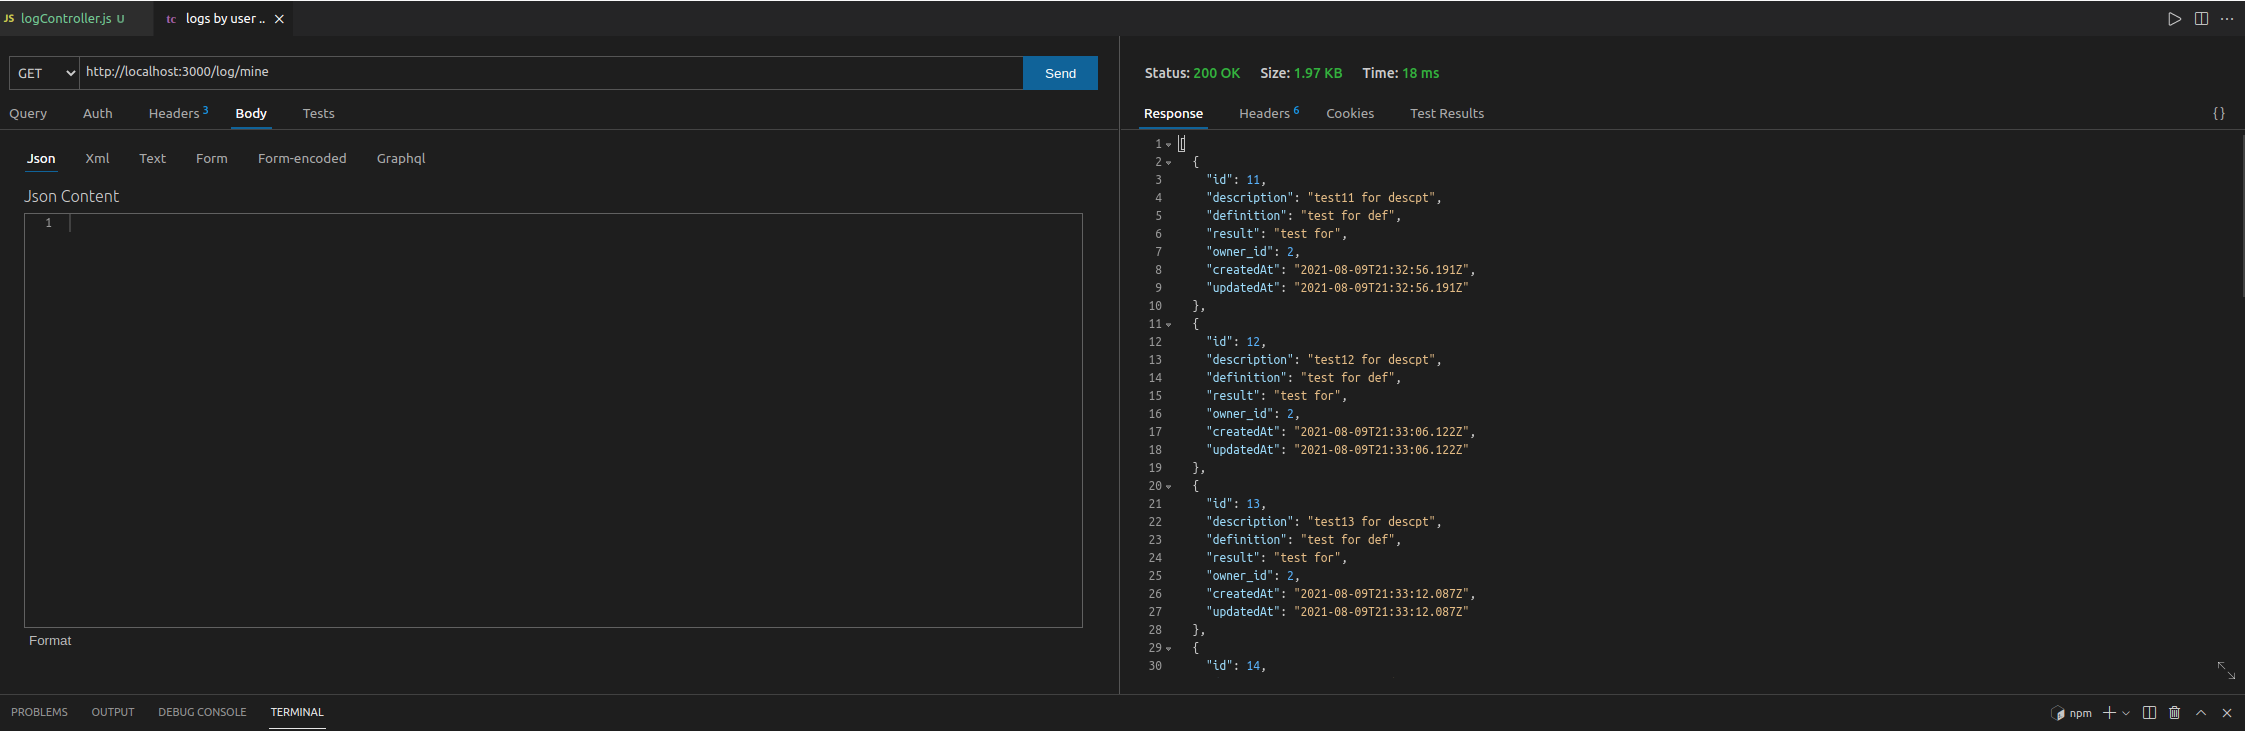 JS logController.js U
tc logs by user ..
GET http://localhost:3000/log/mine Send
Query Auth Headers 3 Body Tests
Json Xml Text Form Form-encoded Graphql
Json Content
1
Format
Status: 200 OK Size: 1.97 KB Time: 18 ms
Response Headers 6 Cookies Test Results {}
1 [
2 {
3 "id": 11,
4 "description": "test11 for descpt",
5 "definition": "test for def",
6 "result": "test for",
7 "owner_id": 2,
8 "createdAt": "2021-08-09T21:32:56.191Z",
9 "updatedAt": "2021-08-09T21:32:56.191Z"
10 },
11 {
12 "id": 12,
13 "description": "test12 for descpt",
14 "definition": "test for def",
15 "result": "test for",
16 "owner_id": 2,
17 "createdAt": "2021-08-09T21:33:06.122Z",
18 "updatedAt": "2021-08-09T21:33:06.122Z"
19 },
20 {
21 "id": 13,
22 "description": "test13 for descpt",
23 "definition": "test for def",
24 "result": "test for",
25 "owner_id": 2,
26 "createdAt": "2021-08-09T21:33:12.087Z",
27 "updatedAt": "2021-08-09T21:33:12.087Z"
28 },
29 {
30 "id": 14,
PROBLEMS OUTPUT DEBUG CONSOLE TERMINAL npm